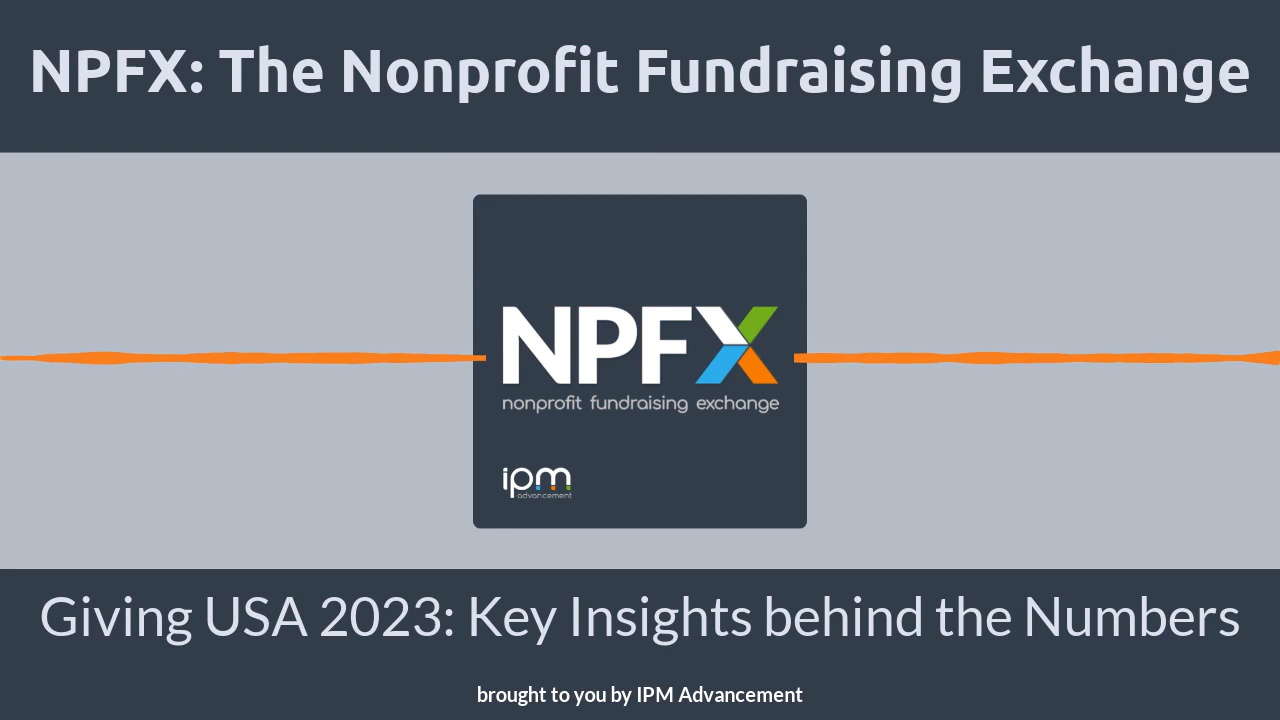 NPFX: The Nonprofit Fundraising Exchange
NPFX
nonprofit fundraising exchange
ipm
advancement
Giving USA 2023: Key Insights behind the Numbers
brought to you by IPM Advancement